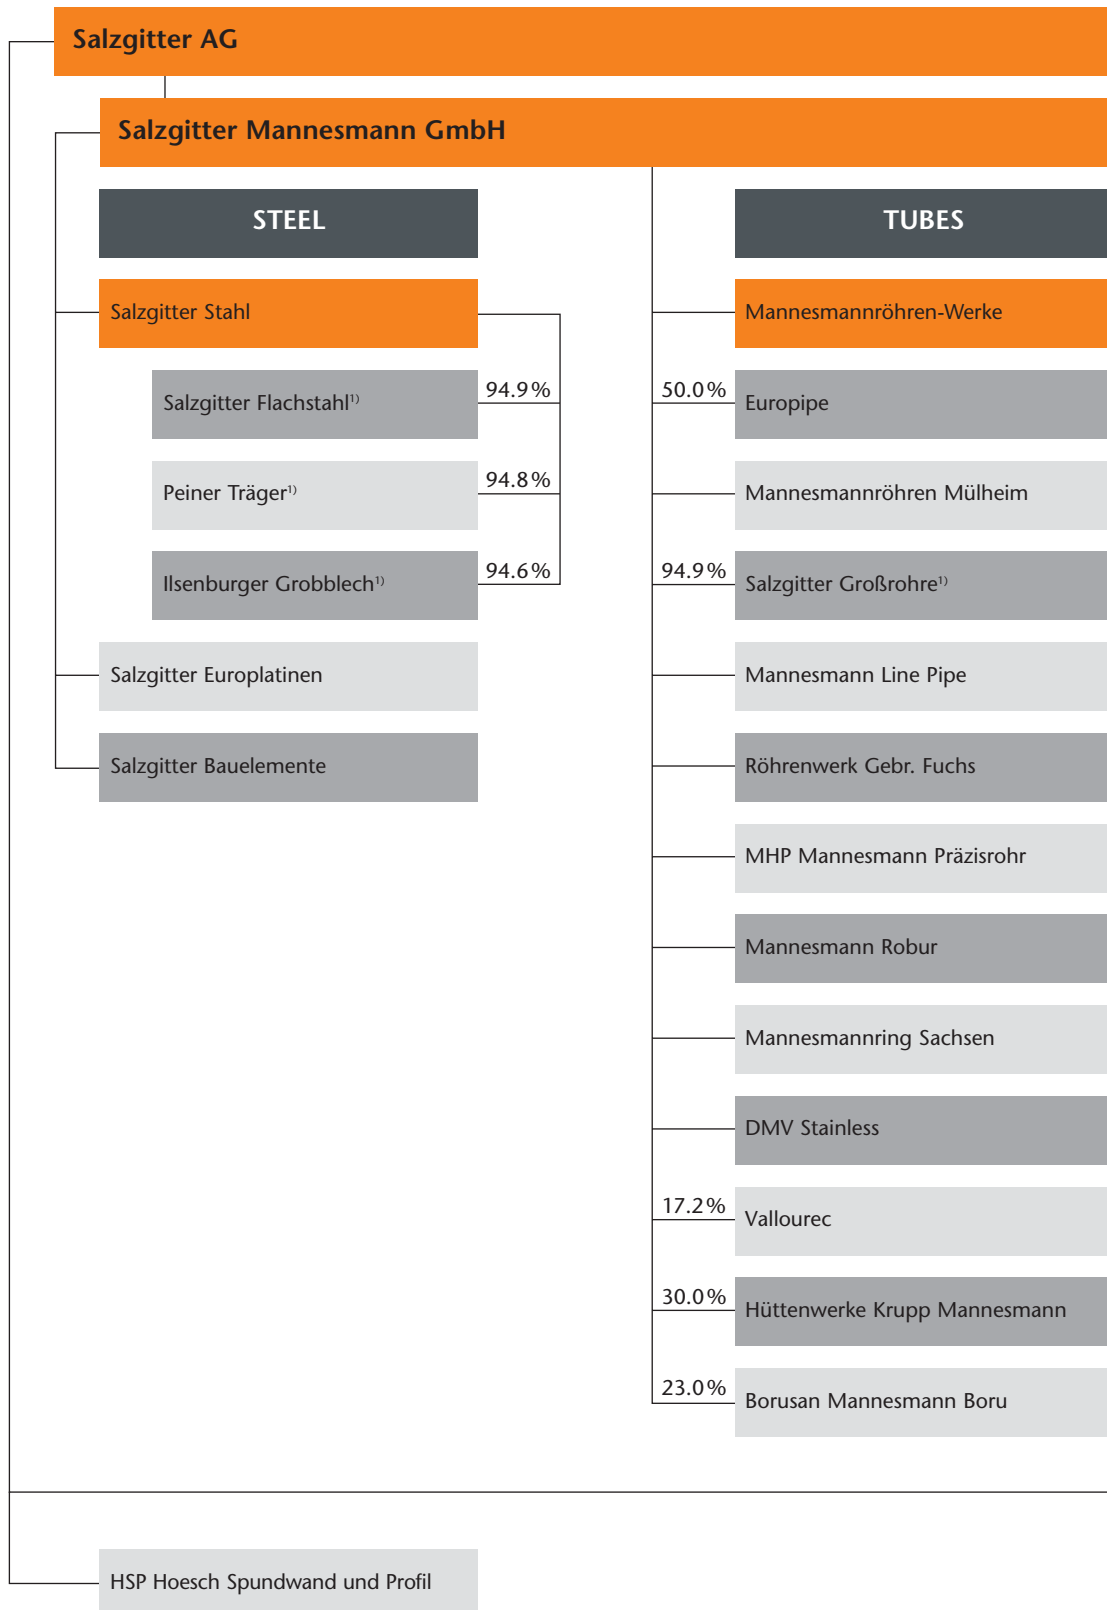 Salzgitter AG
Salzgitter Mannesmann GmbH
STEEL
Salzgitter Stahl
Salzgitter Flachstahl¹⁾
94.9%
Peiner Träger¹⁾
94.8%
Ilsenburger Grobblech¹⁾
94.6%
Salzgitter Europlatinen
Salzgitter Bauelemente
TUBES
Mannesmannröhren-Werke
50.0%
Europipe
Mannesmannröhren Mülheim
94.9%
Salzgitter Großrohre¹⁾
Mannesmann Line Pipe
Röhrenwerk Gebr. Fuchs
MHP Mannesmann Präzisrohr
Mannesmann Robur
Mannesmannring Sachsen
DMV Stainless
17.2%
Vallourec
30.0%
Hüttenwerke Krupp Mannesmann
23.0%
Borusan Mannesmann Boru
HSP Hoesch Spundwand und Profil